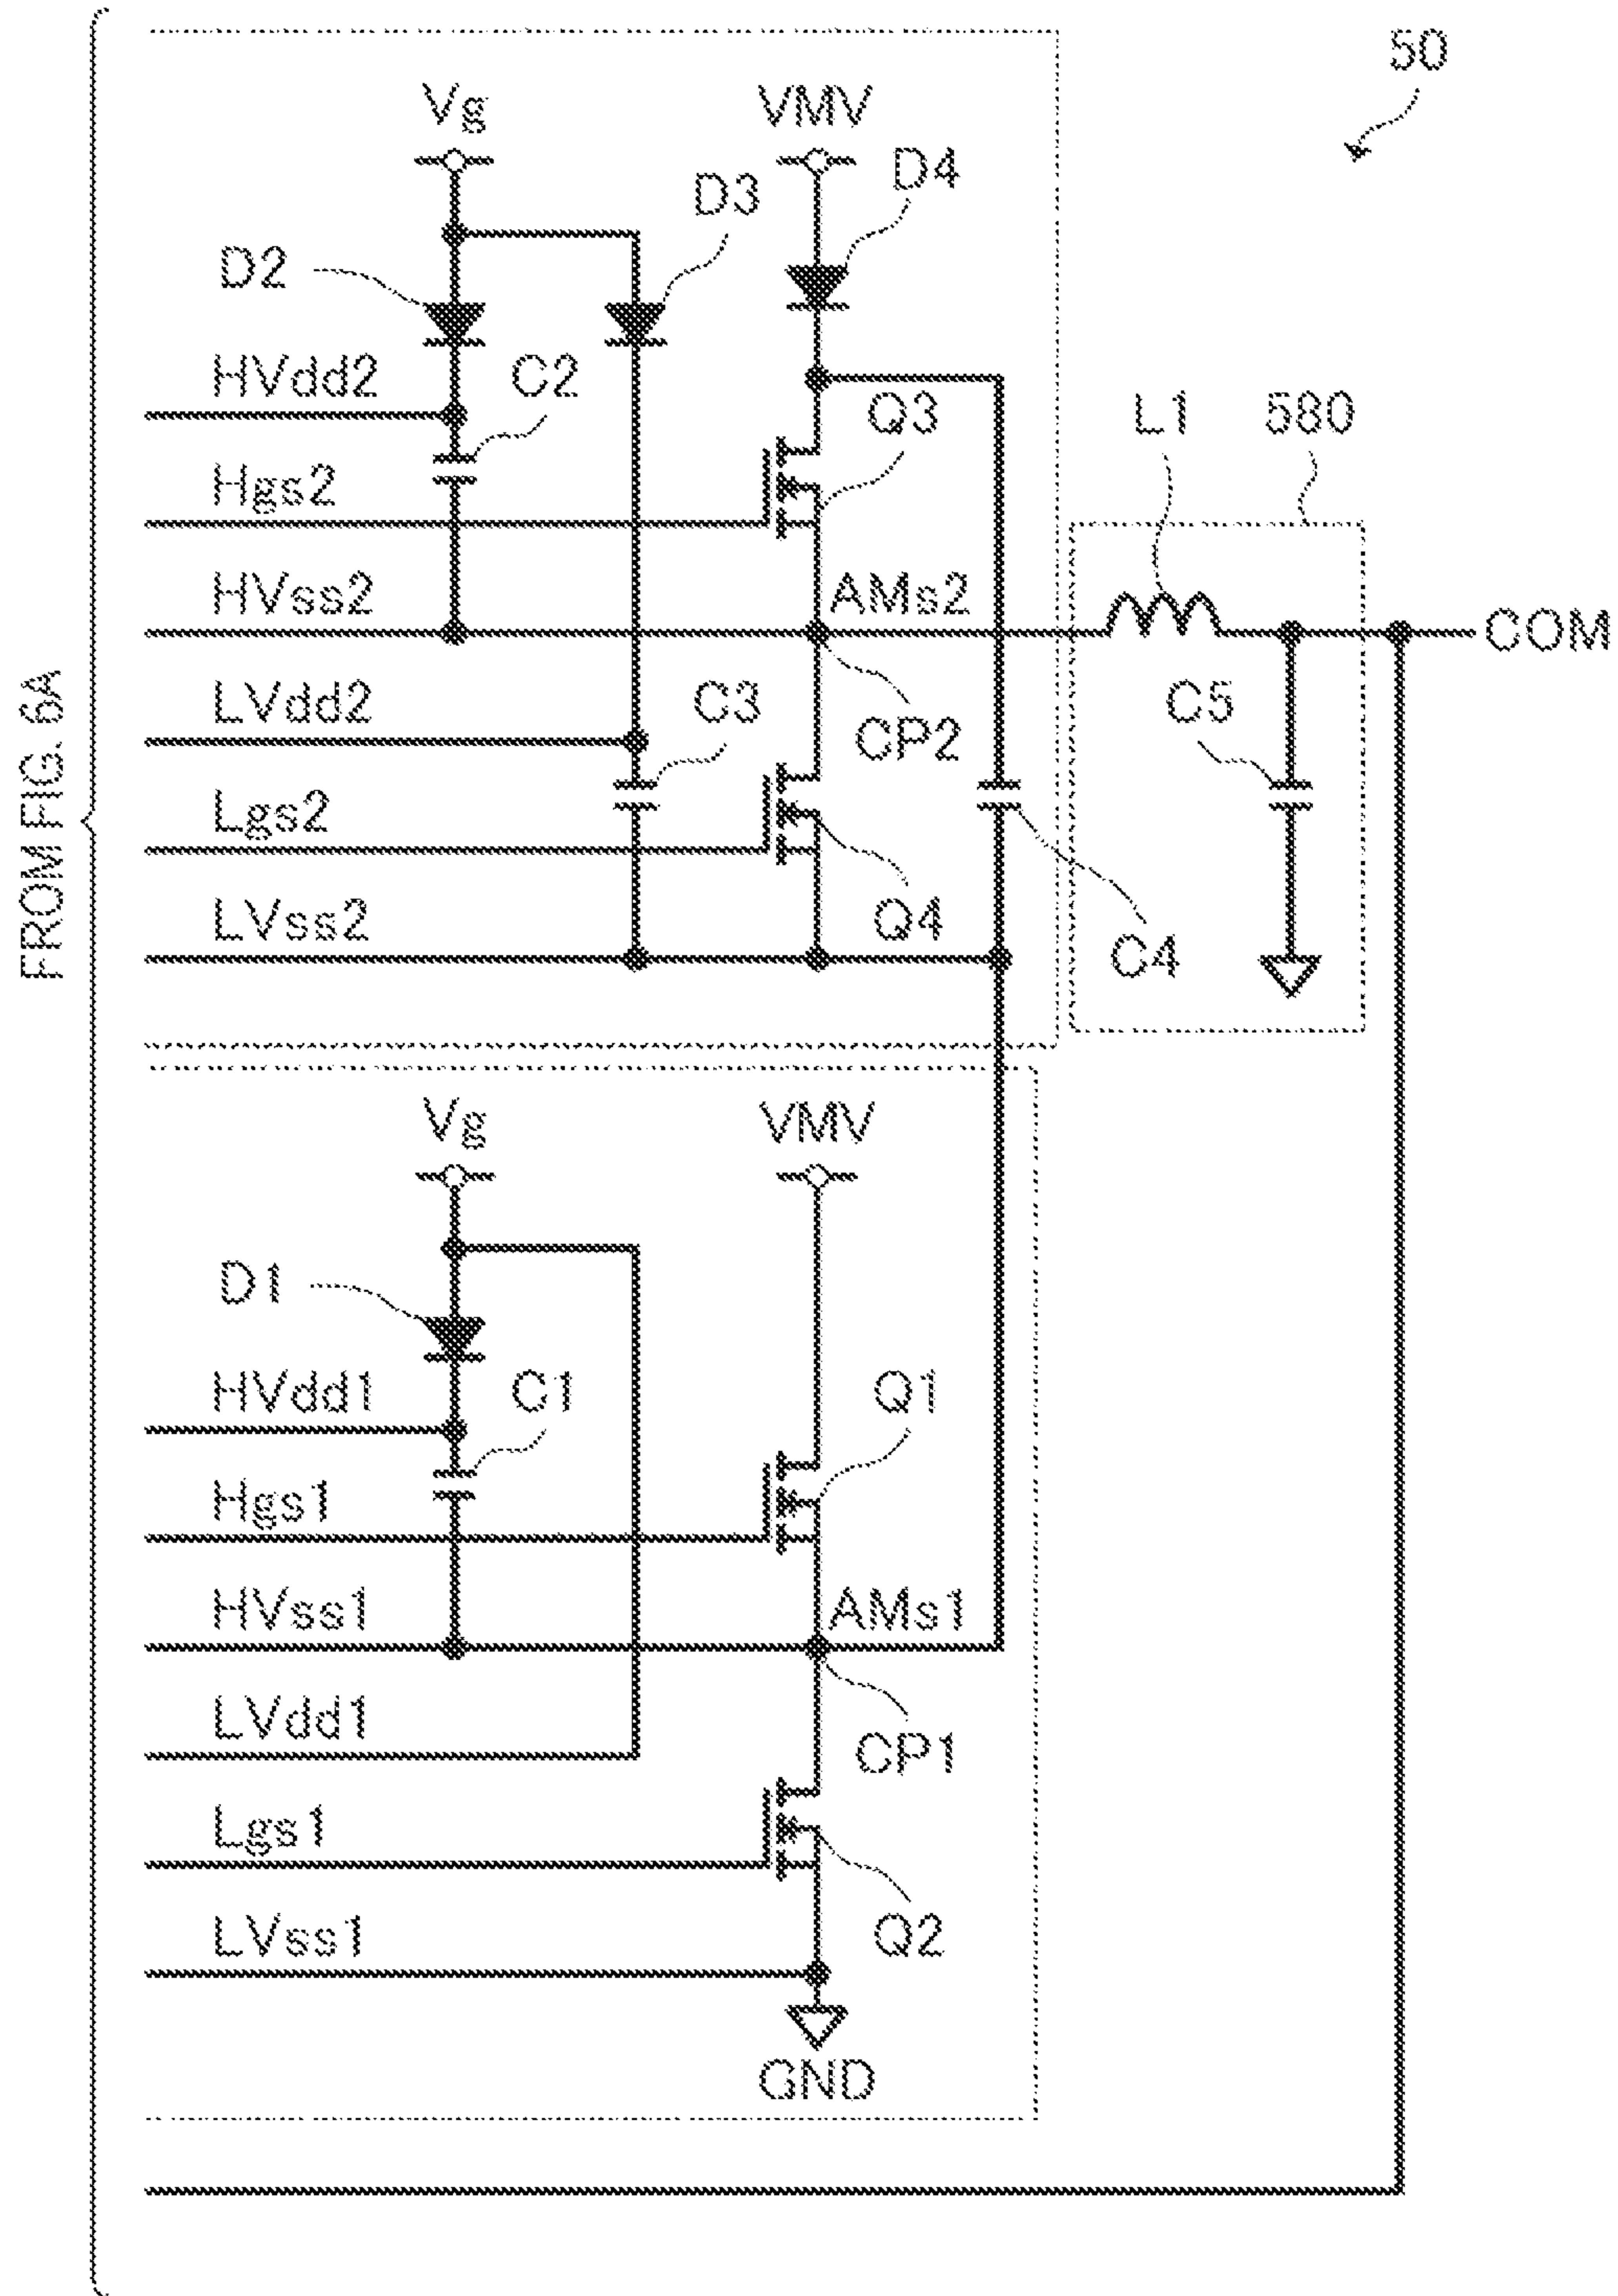 FROM FIG. 6A
50
Vg
VMV
D4
D3
D2
HVdd2
C2
Q3
L1
580
Hgs2
HVss2
AMs2
COM
LVdd2
C3
CP2
C5
Lgs2
Q4
LVss2
C4
Vg
VMV
D1
HVdd1
C1
Q1
Hgs1
HVss1
AMs1
LVdd1
CP1
Lgs1
Q2
LVss1
GND